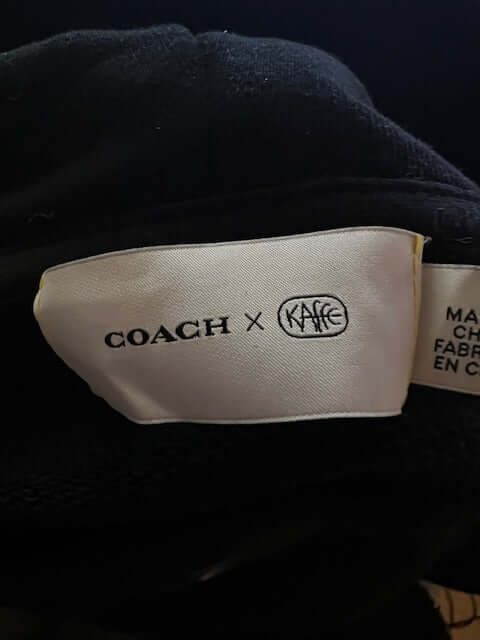 COACH × KAffE
MA
CH
FABR
EN C